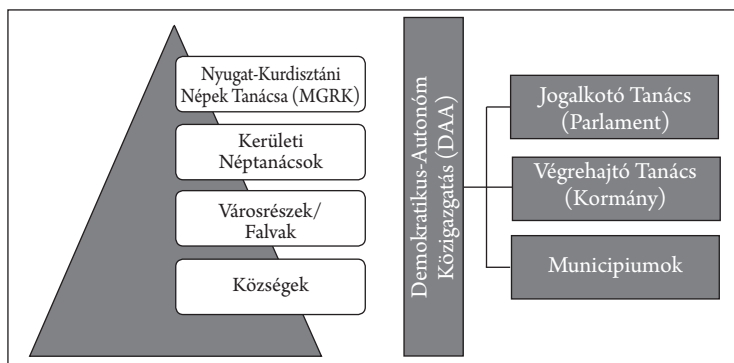 Nyugat-Kurdisztáni
Népek Tanácsa (MGRK)
Kerületi
Néptanácsok
Városrészek/
Falvak
Községek
Demokratikus-Autonóm
Közigazgatás (DAA)
Jogalkotó Tanács
(Parlament)
Végrehajtó Tanács
(Kormány)
Municipiumok